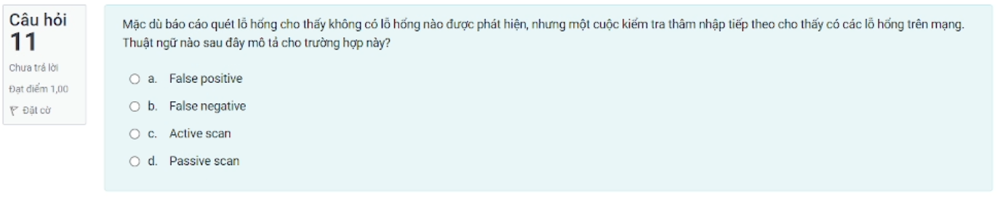 Câu hỏi
11
Chưa trả lời
Đạt điểm 1,00
Đặt cờ
Mặc dù báo cáo quét lỗ hổng cho thấy không có lỗ hổng nào được phát hiện, nhưng một cuộc kiểm tra thâm nhập tiếp theo cho thấy có các lỗ hổng trên mạng.
Thuật ngữ nào sau đây mô tả cho trường hợp này?
a. False positive
b. False negative
c. Active scan
d. Passive scan